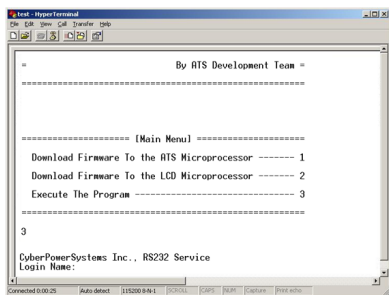 test - HyperTerminal
File Edit View Call Transfer Help
= By ATS Development Team =
=============================================
==================== [Main Menu] ====================
Download Firmware To the ATS Microprocessor ------- 1
Download Firmware To the LCD Microprocessor ------- 2
Execute The Program ------------------------------- 3
=============================================
3
CyberPowerSystems Inc., RS232 Service
Login Name:
Connected 0:00:25 Auto detect 115200 8-N-1 SCROLL CAPS NUM Capture Print echo